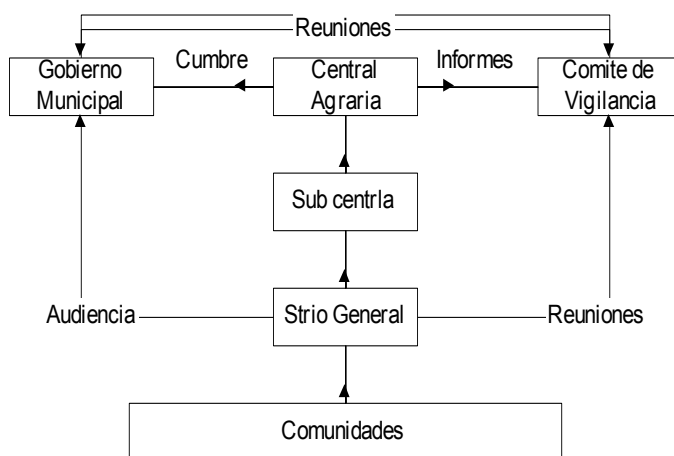 Reuniones
Gobierno
Municipal
Cumbre
Central
Agraria
Informes
Comite de
Vigilancia
Sub centrla
Audiencia
Strio General
Reuniones
Comunidades